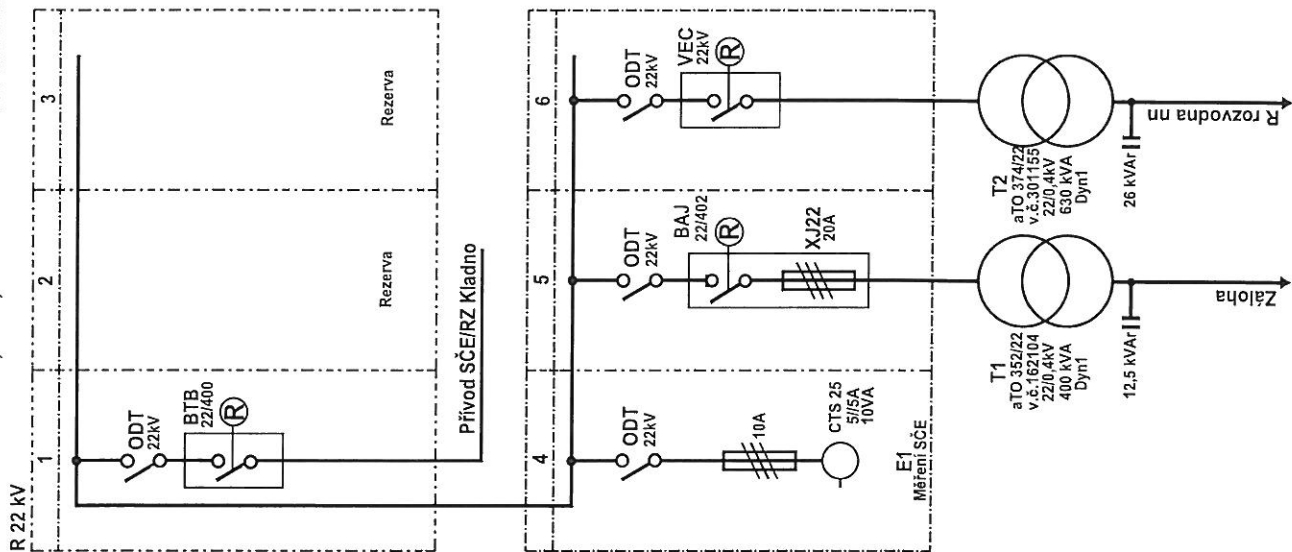 R 22 kV
1
2
3
ODT
22kV
BTB
22/400
R
Rezerva
Rezerva
Přívod SČE/RZ Kladno
4
5
6
ODT
22kV
10A
CTS 25
5//5A
10VA
E1
Měření SČE
ODT
22kV
BAJ
22/402
R
XJ22
20A
ODT
22kV
VEC
22kV
R
T1
aTO 352/22
v.č.162104
22/0,4kV
400 kVA
Dyn1
12,5 kVAr
Záloha
T2
aTO 374/22
v.č.301155
22/0,4kV
630 kVA
Dyn1
26 kVAr
R rozvodna nn